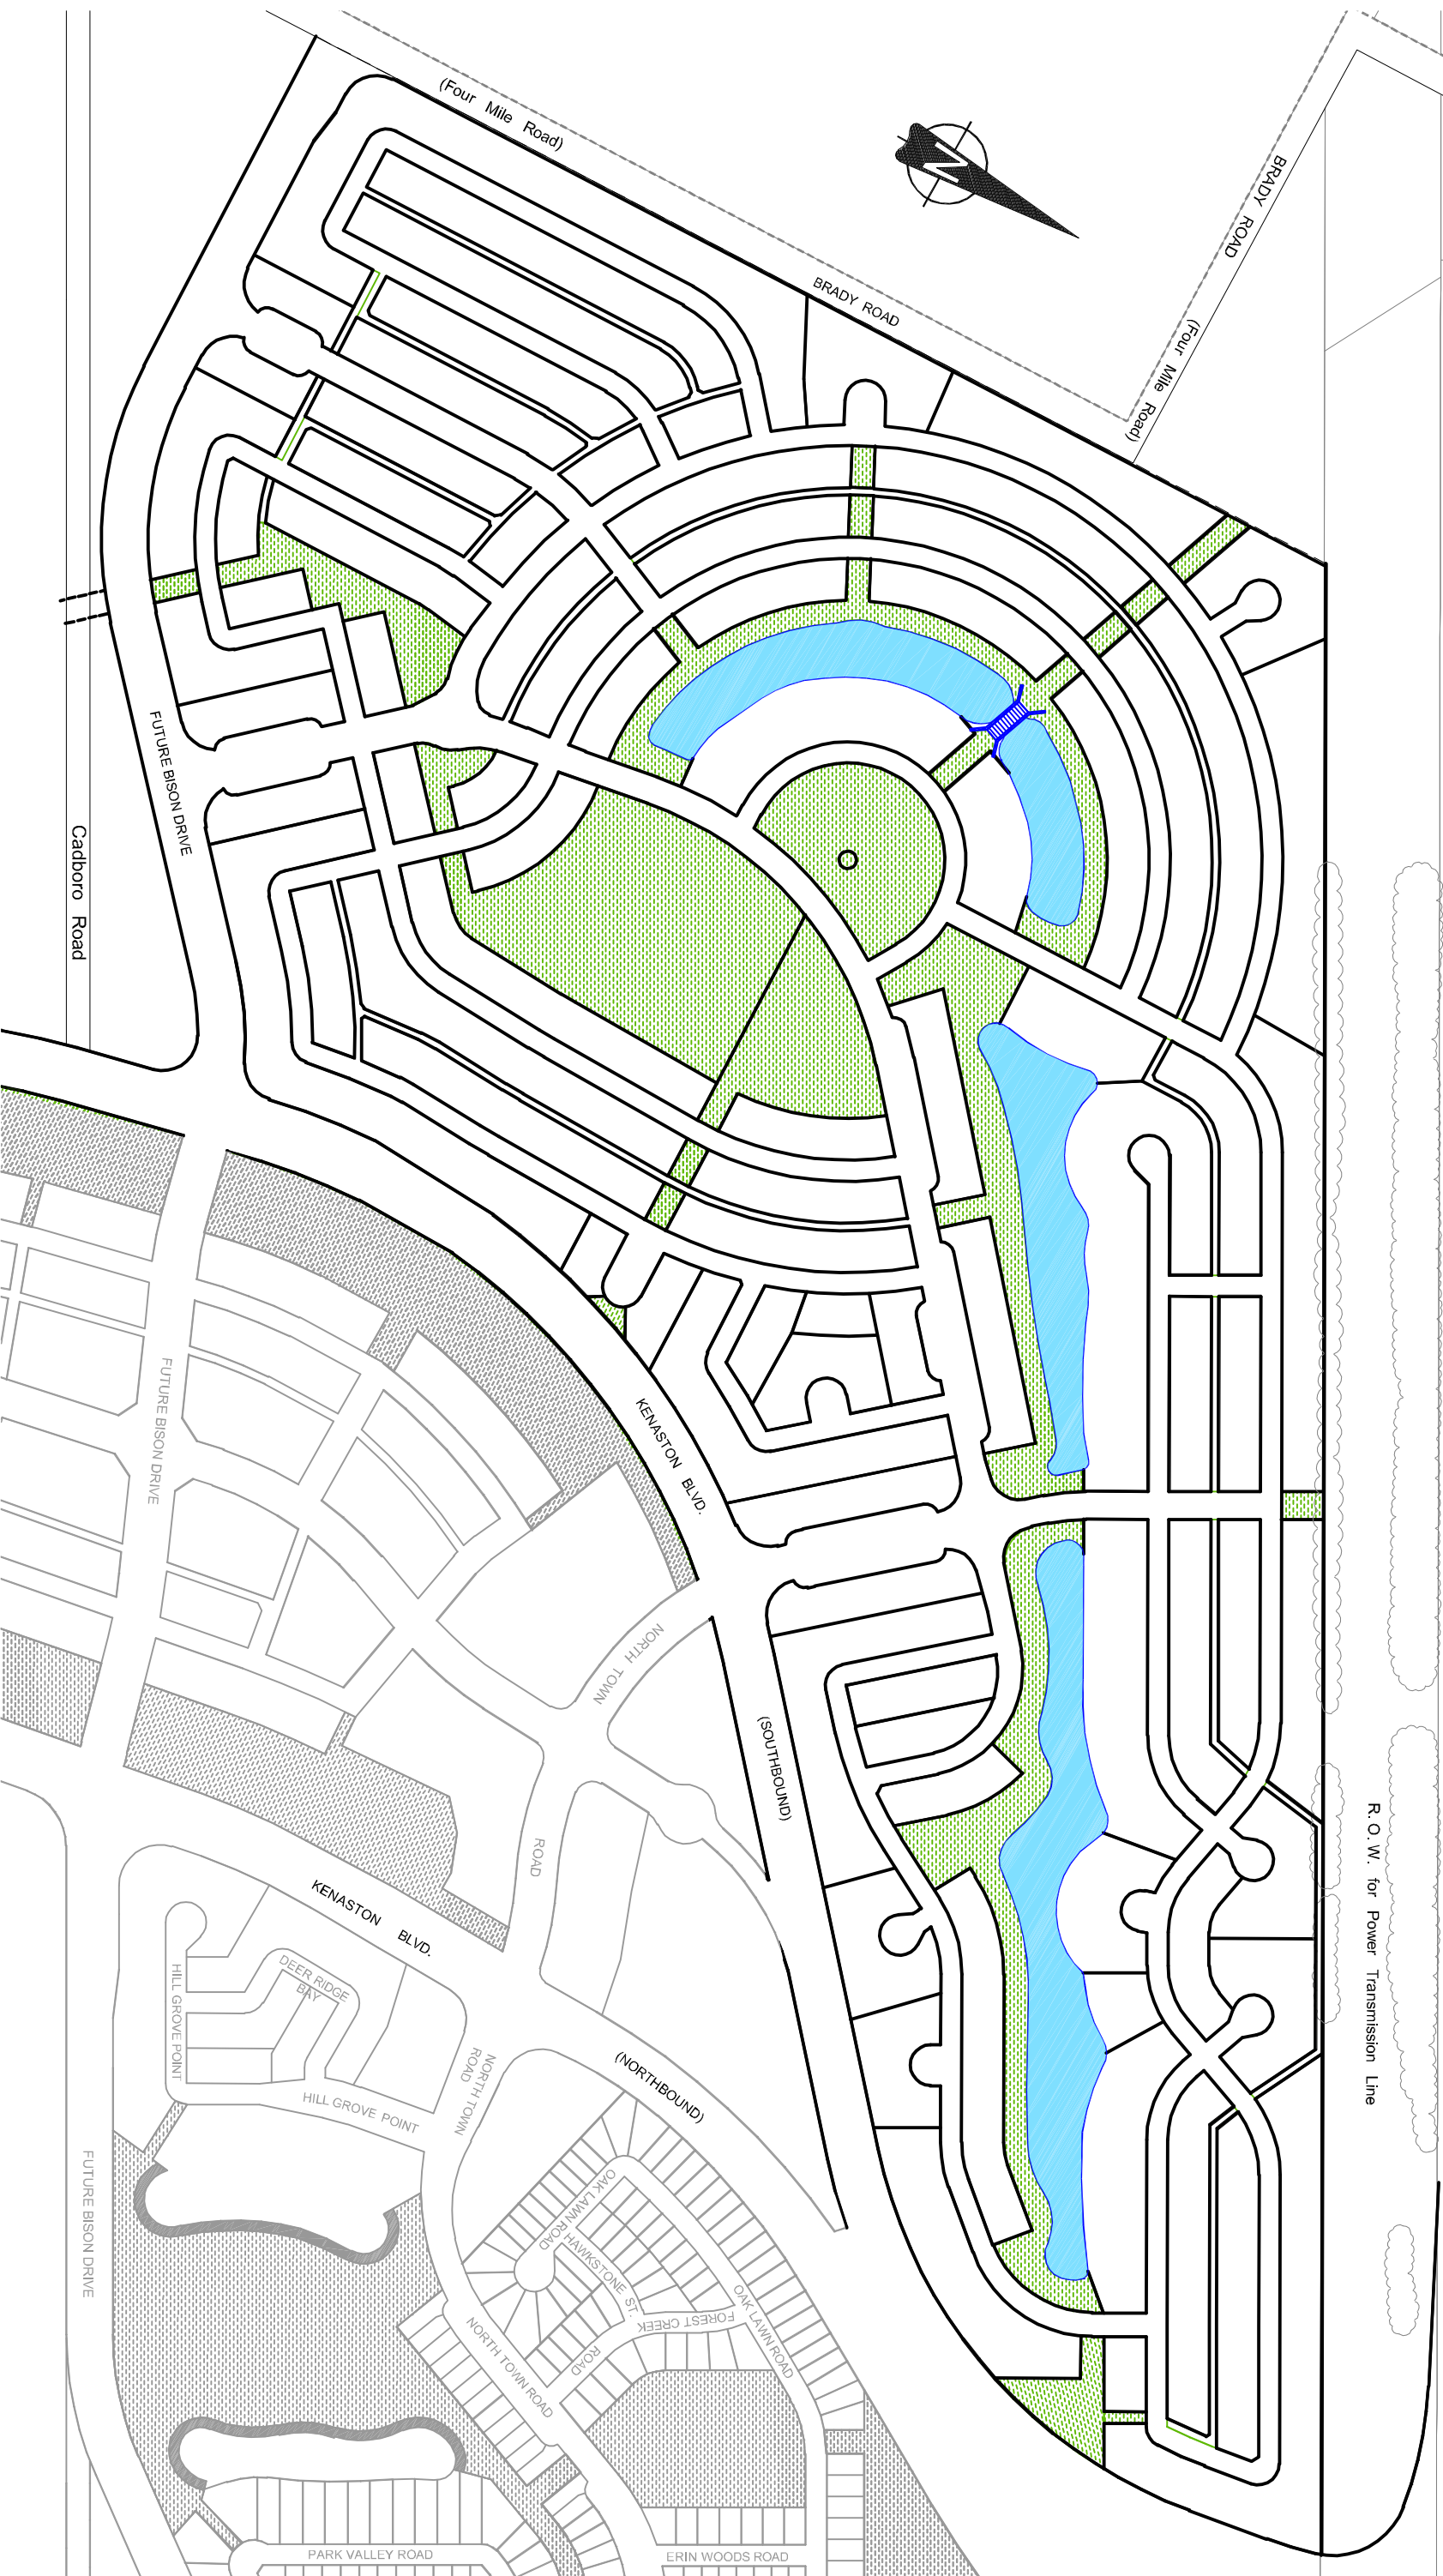 (Four Mile Road)
N
BRADY ROAD
BRADY ROAD
(Four Mile Road)
FUTURE BISON DRIVE
Cadboro Road
FUTURE BISON DRIVE
KENASTON BLVD.
NORTH TOWN
ROAD
(SOUTHBOUND)
R.O.W. for Power Transmission Line
KENASTON BLVD.
DEER RIDGE
BAY
HILL GROVE POINT
HILL GROVE POINT
NORTH TOWN
ROAD
(NORTHBOUND)
FUTURE BISON DRIVE
OAK LAWN ROAD
HAWKSTONE ST.
FOREST CREEK
ROAD
OAK LAWN ROAD
NORTH TOWN ROAD
PARK VALLEY ROAD
ERIN WOODS ROAD